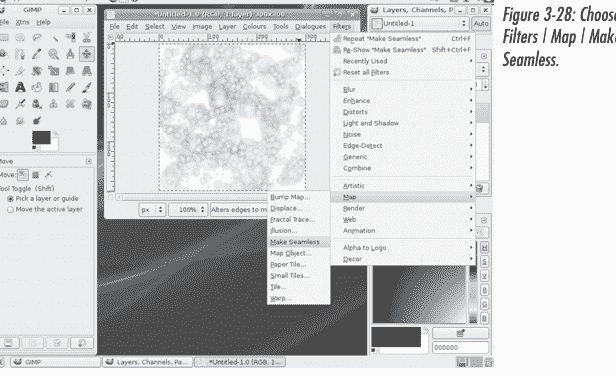 GIMP
File Xtns Help
Move
Move:
Tool Toggle (Shift)
Pick a layer or guide
Move the active layer
File Edit Select View Image Layer Colours Tools Dialogues Filters
Repeat "Make Seamless" Ctrl+F
Re-Show "Make Seamless" Shift+Ctrl+F
Recently Used
Reset all Filters
Blur
Enhance
Distorts
Light and Shadow
Noise
Edge-Detect
Generic
Combine
Artistic
Map
Render
Web
Animation
Alpha to Logo
Decor
Bump Map...
Displace...
Fractal Trace...
Illusion...
Make Seamless
Map Object...
Paper Tile...
Small Tiles...
Tile...
Warp...
px 100% Alters edges to m
Layers, Channels, P
Untitled-1 Auto
H
S
V
R
G
B
000000
GIMP Layers, Channels, Pa... *Untitled-1.0 (RGB, 1...
Figure 3-28: Choos
Filters | Map | Mak
Seamless.